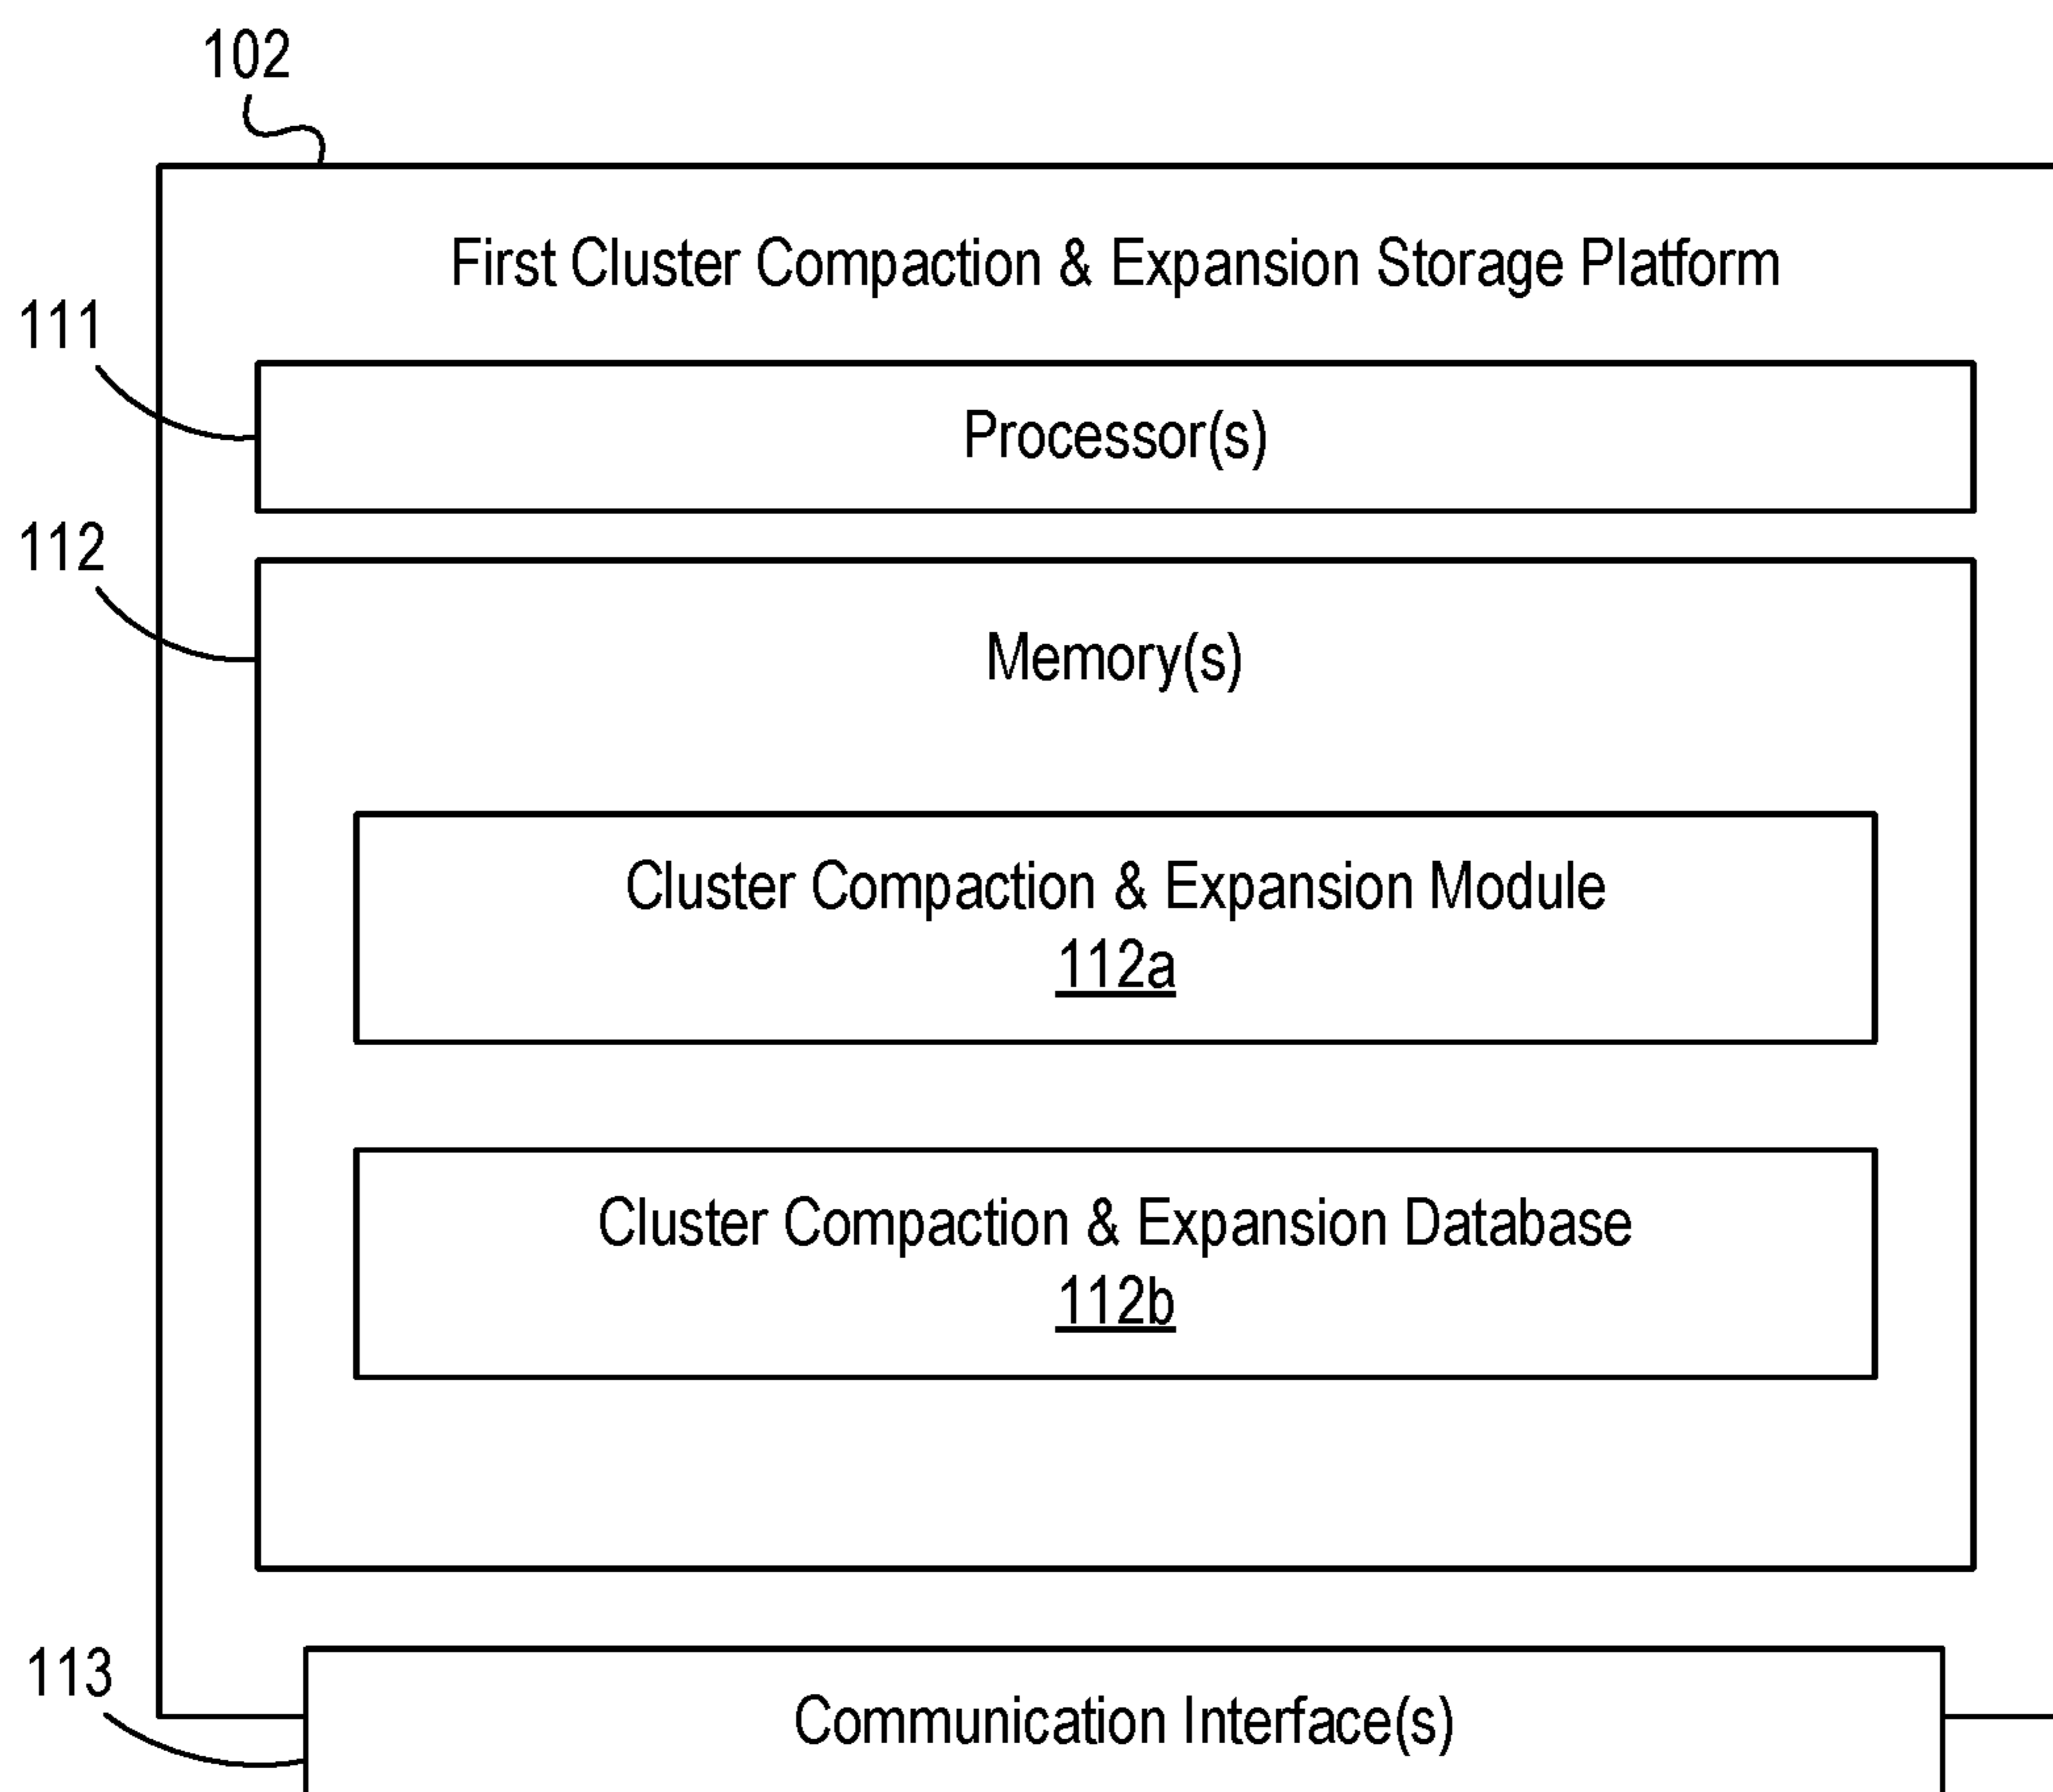 102
First Cluster Compaction & Expansion Storage Platform
111
Processor(s)
112
Memory(s)
Cluster Compaction & Expansion Module
112a
Cluster Compaction & Expansion Database
112b
113
Communication Interface(s)